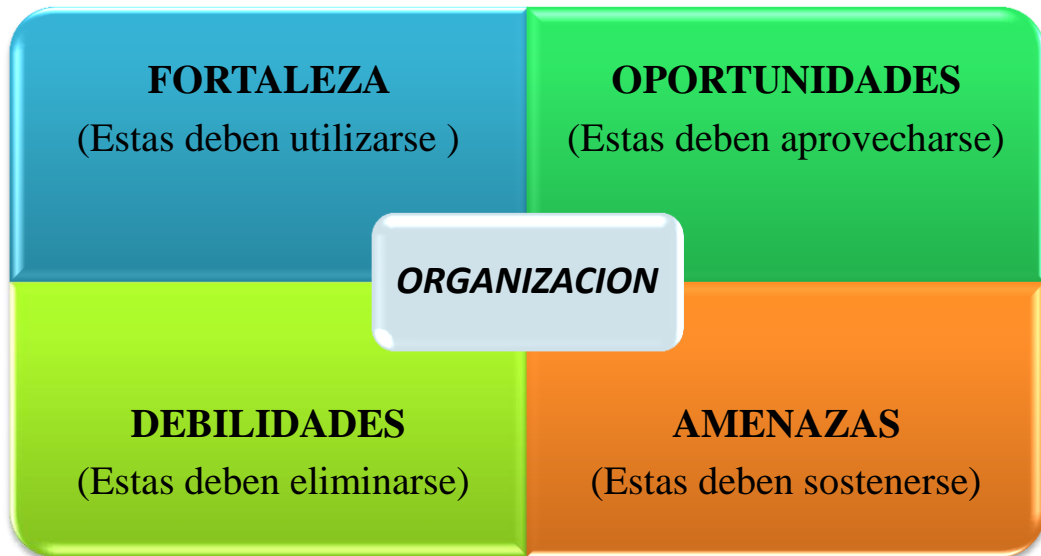 FORTALEZA
(Estas deben utilizarse )
OPORTUNIDADES
(Estas deben aprovecharse)
ORGANIZACION
DEBILIDADES
(Estas deben eliminarse)
AMENAZAS
(Estas deben sostenerse)